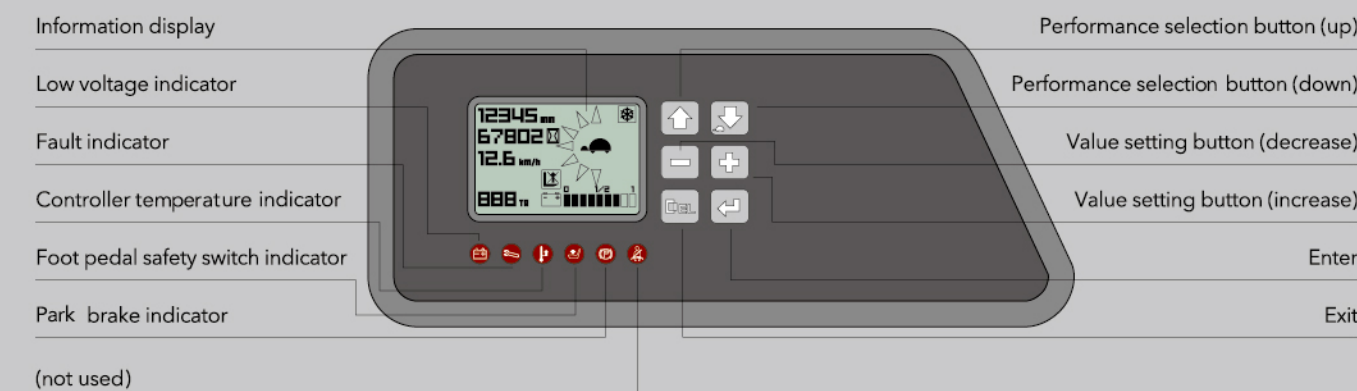 Information display
Low voltage indicator
Fault indicator
Controller temperature indicator
Foot pedal safety switch indicator
Park brake indicator
(not used)
12345 mm
67802
12.6 km/h
0 1/2 1
888
DEL
Performance selection button (up)
Performance selection button (down)
Value setting button (decrease)
Value setting button (increase)
Enter
Exit